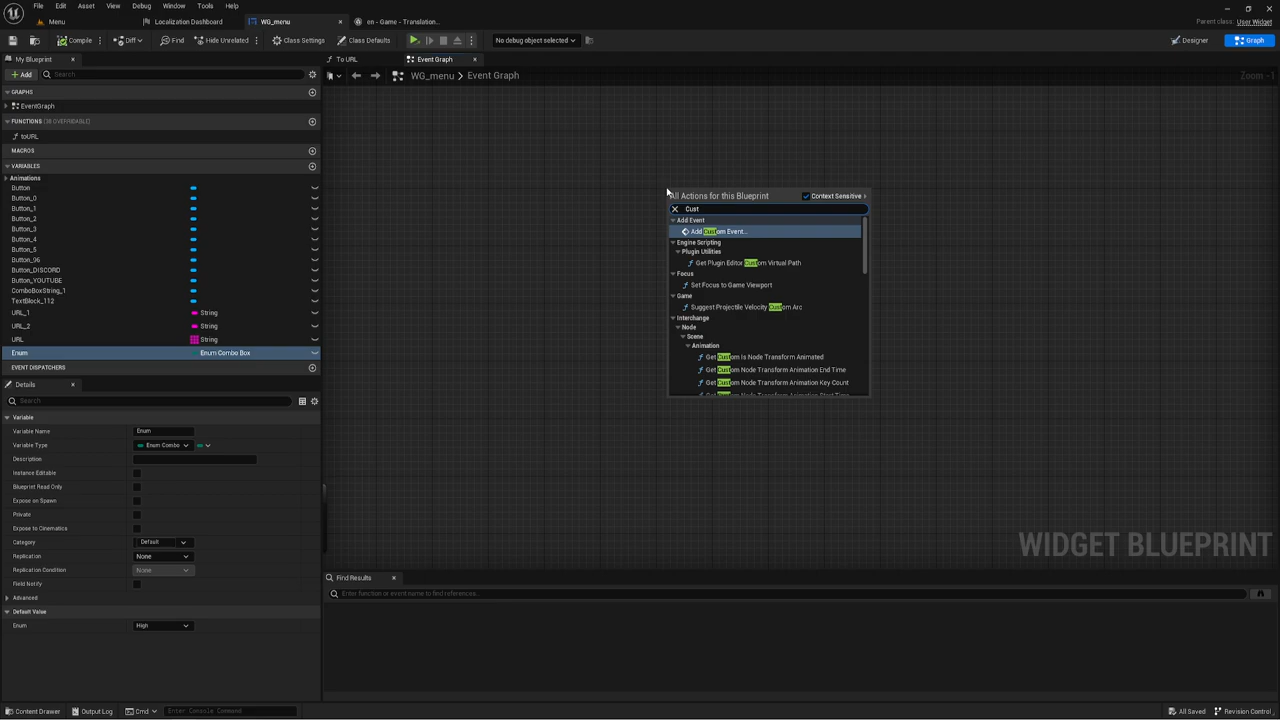 File Edit Asset View Debug Window Tools Help
Menu Localization Dashboard WG_menu en - Game - Translation... Parent class: User Widget
Compile Diff Find Hide Unrelated Class Settings Class Defaults No debug object selected Designer Graph
My Blueprint To URL Event Graph
Add Search WG_menu > Event Graph Zoom -1
GRAPHS
EventGraph
FUNCTIONS (38 OVERRIDABLE)
toURL
MACROS
VARIABLES
Animations
Button
Button_0
Button_1
Button_2
Button_3
Button_4
Button_5
Button_96
Button_DISCORD
Button_YOUTUBE
ComboBoxString_1
TextBlock_112
URL_1 String
URL_2 String
URL String
Enum Enum Combo Box
EVENT DISPATCHERS
Details
Search
Variable
Variable Name Enum
Variable Type Enum Combo
Description
Instance Editable
Blueprint Read Only
Expose on Spawn
Private
Expose to Cinematics
Category Default
Replication None
Replication Condition None
Field Notify
Advanced
Default Value
Enum High
All Actions for this Blueprint Context Sensitive
Cust
Add Event
Add Custom Event...
Engine Scripting
Plugin Utilities
Get Plugin Editor Custom Virtual Path
Focus
Set Focus to Game Viewport
Game
Suggest Projectile Velocity Custom Arc
Interchange
Node
Scene
Animation
Get Custom Is Node Transform Animated
Get Custom Node Transform Animation End Time
Get Custom Node Transform Animation Key Count
Get Custom Node Transform Animation Start Time
WIDGET BLUEPRINT
Find Results
Enter function or event name to find references...
Content Drawer Output Log Cmd Enter Console Command All Saved Revision Control